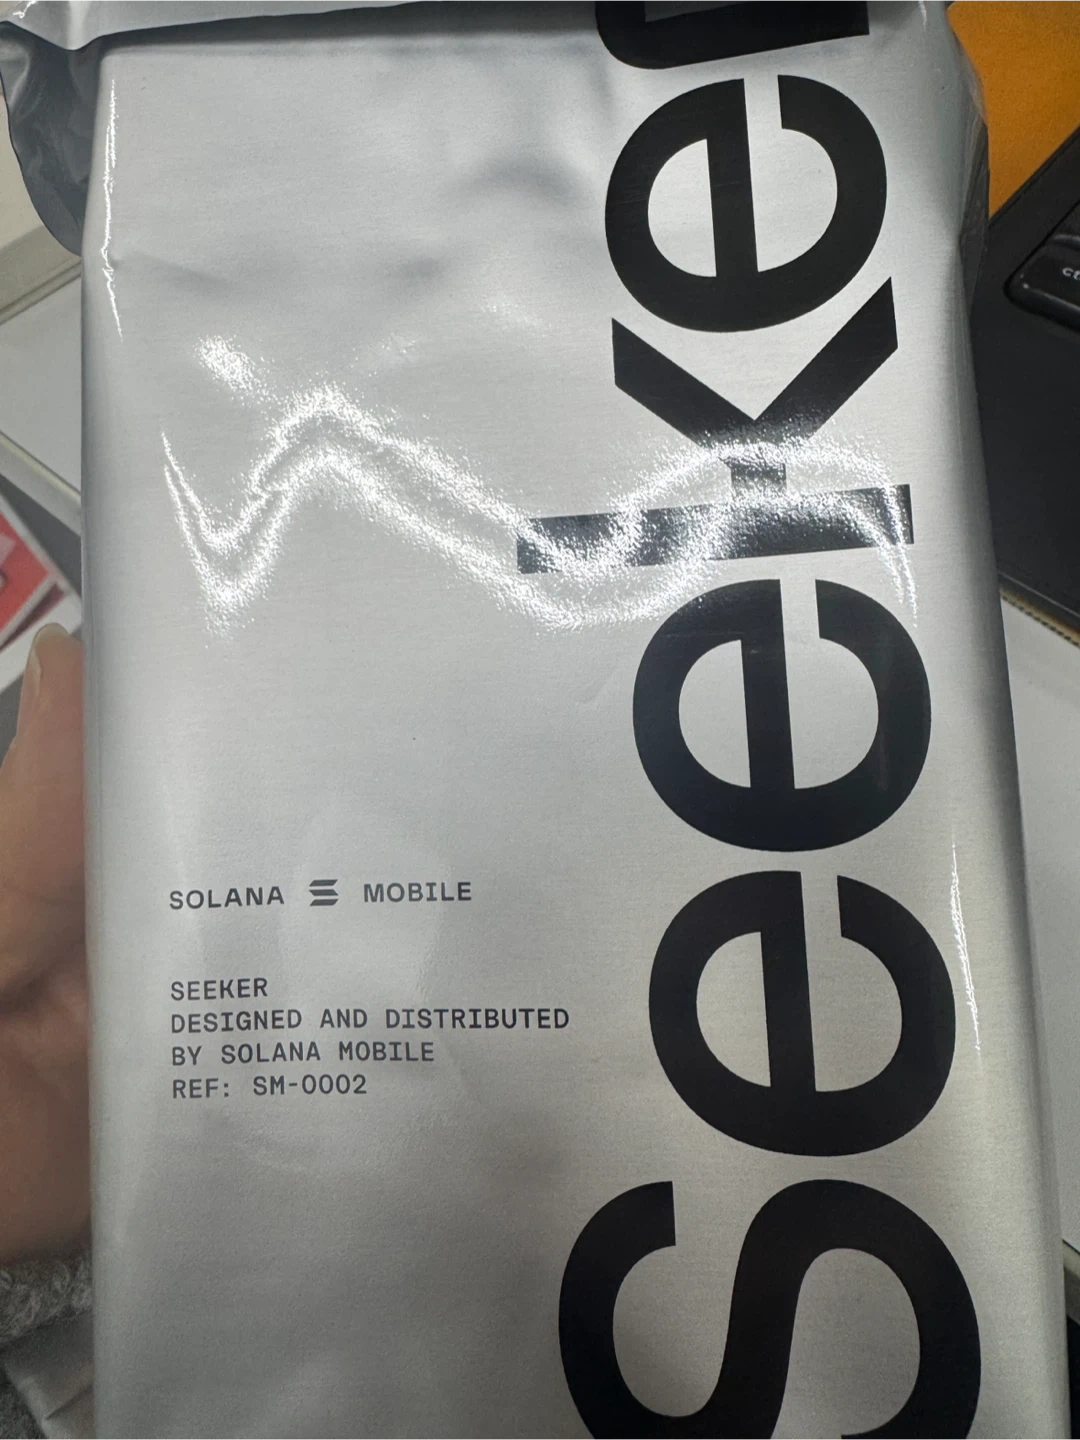 Seeker
SOLANA MOBILE
SEEKER
DESIGNED AND DISTRIBUTED
BY SOLANA MOBILE
REF: SM-0002